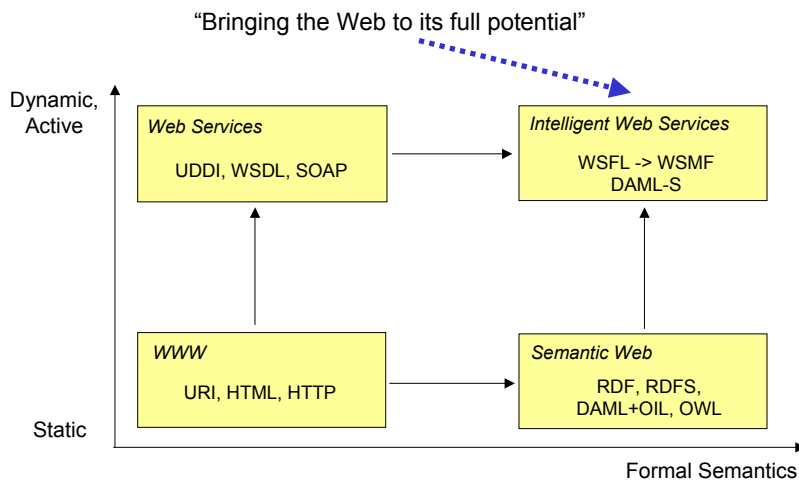 “Bringing the Web to its full potential”
Dynamic,
Active
Web Services
UDDI, WSDL, SOAP
Intelligent Web Services
WSFL -> WSMF
DAML-S
WWW
URI, HTML, HTTP
Semantic Web
RDF, RDFS,
DAML+OIL, OWL
Static
Formal Semantics